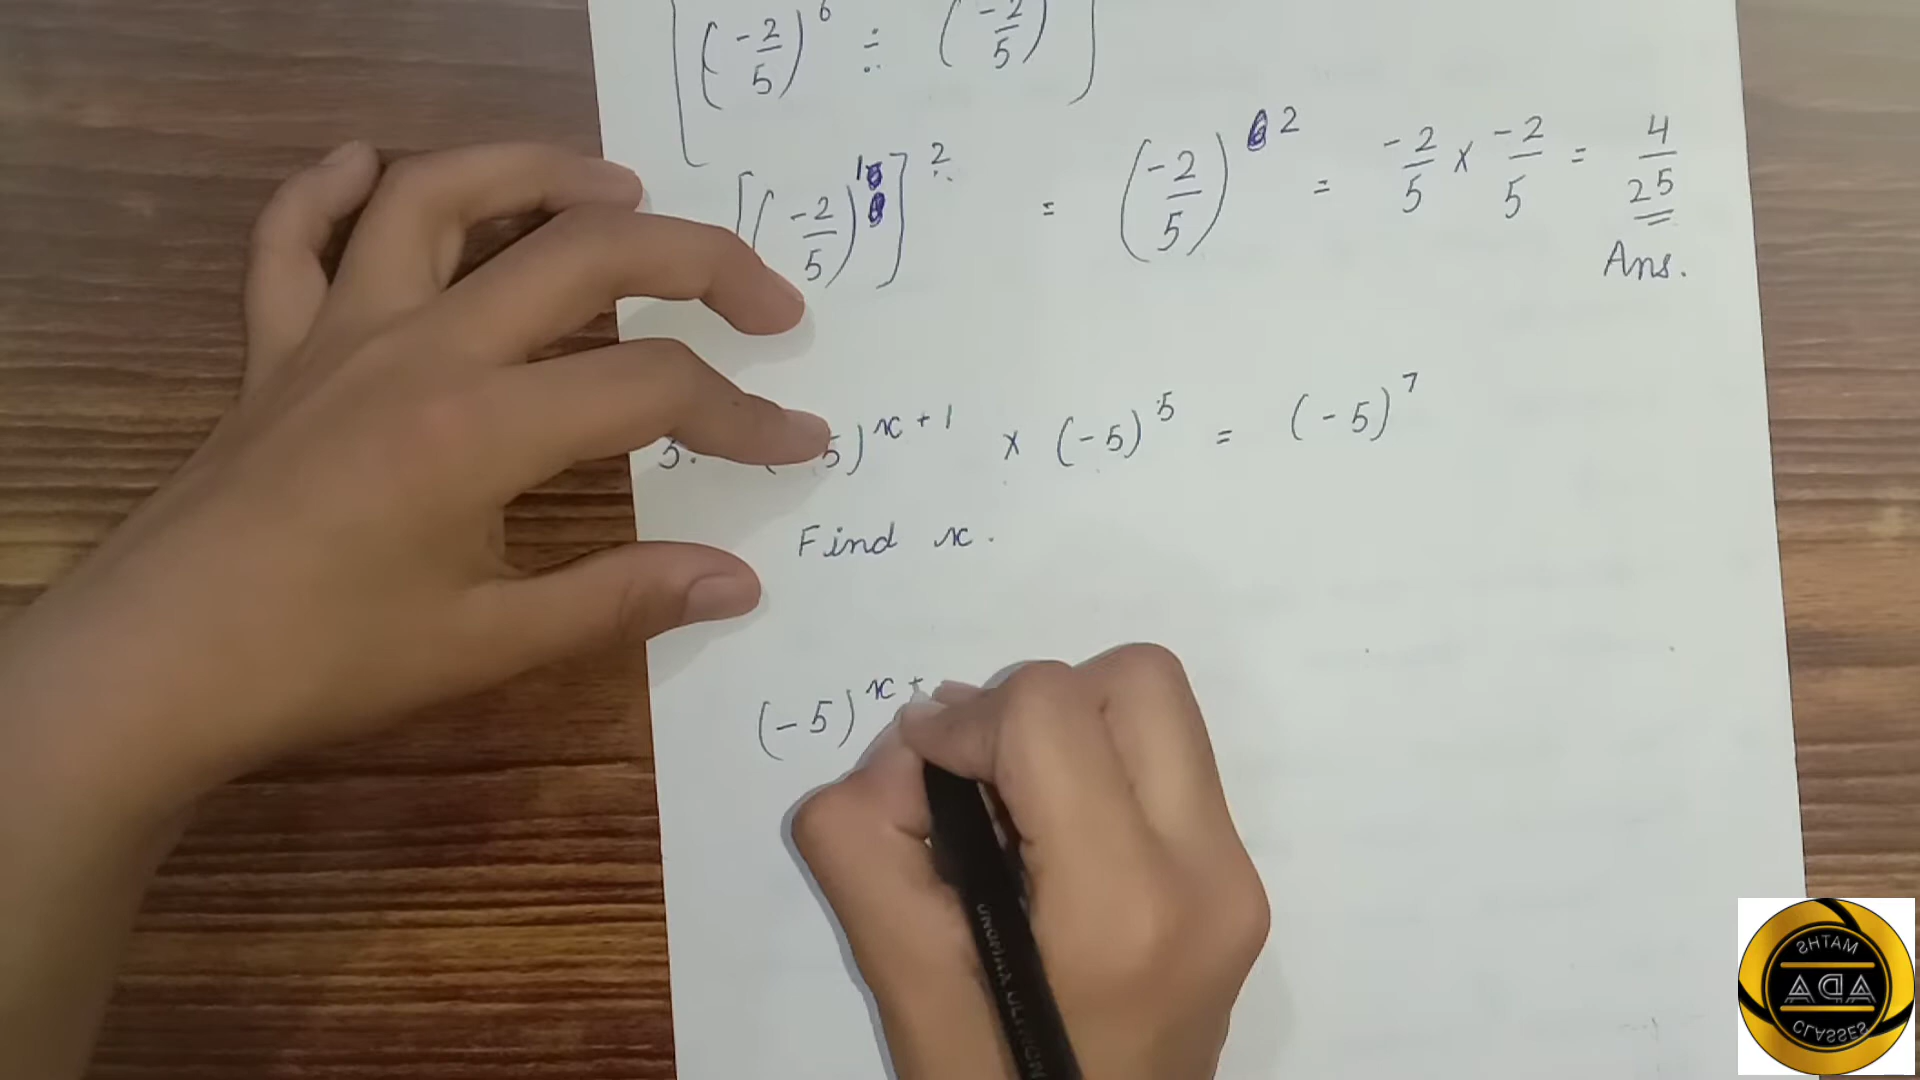 (-2/5)^6 ÷ (-2/5)
[(-2/5)^1]^2 = (-2/5)^2 = -2/5 x -2/5 = 4/25
Ans.
3. (-5)^x+1 x (-5)^5 = (-5)^7
Find x.
(-5)^x+
MATHS
ADA
CLASSES